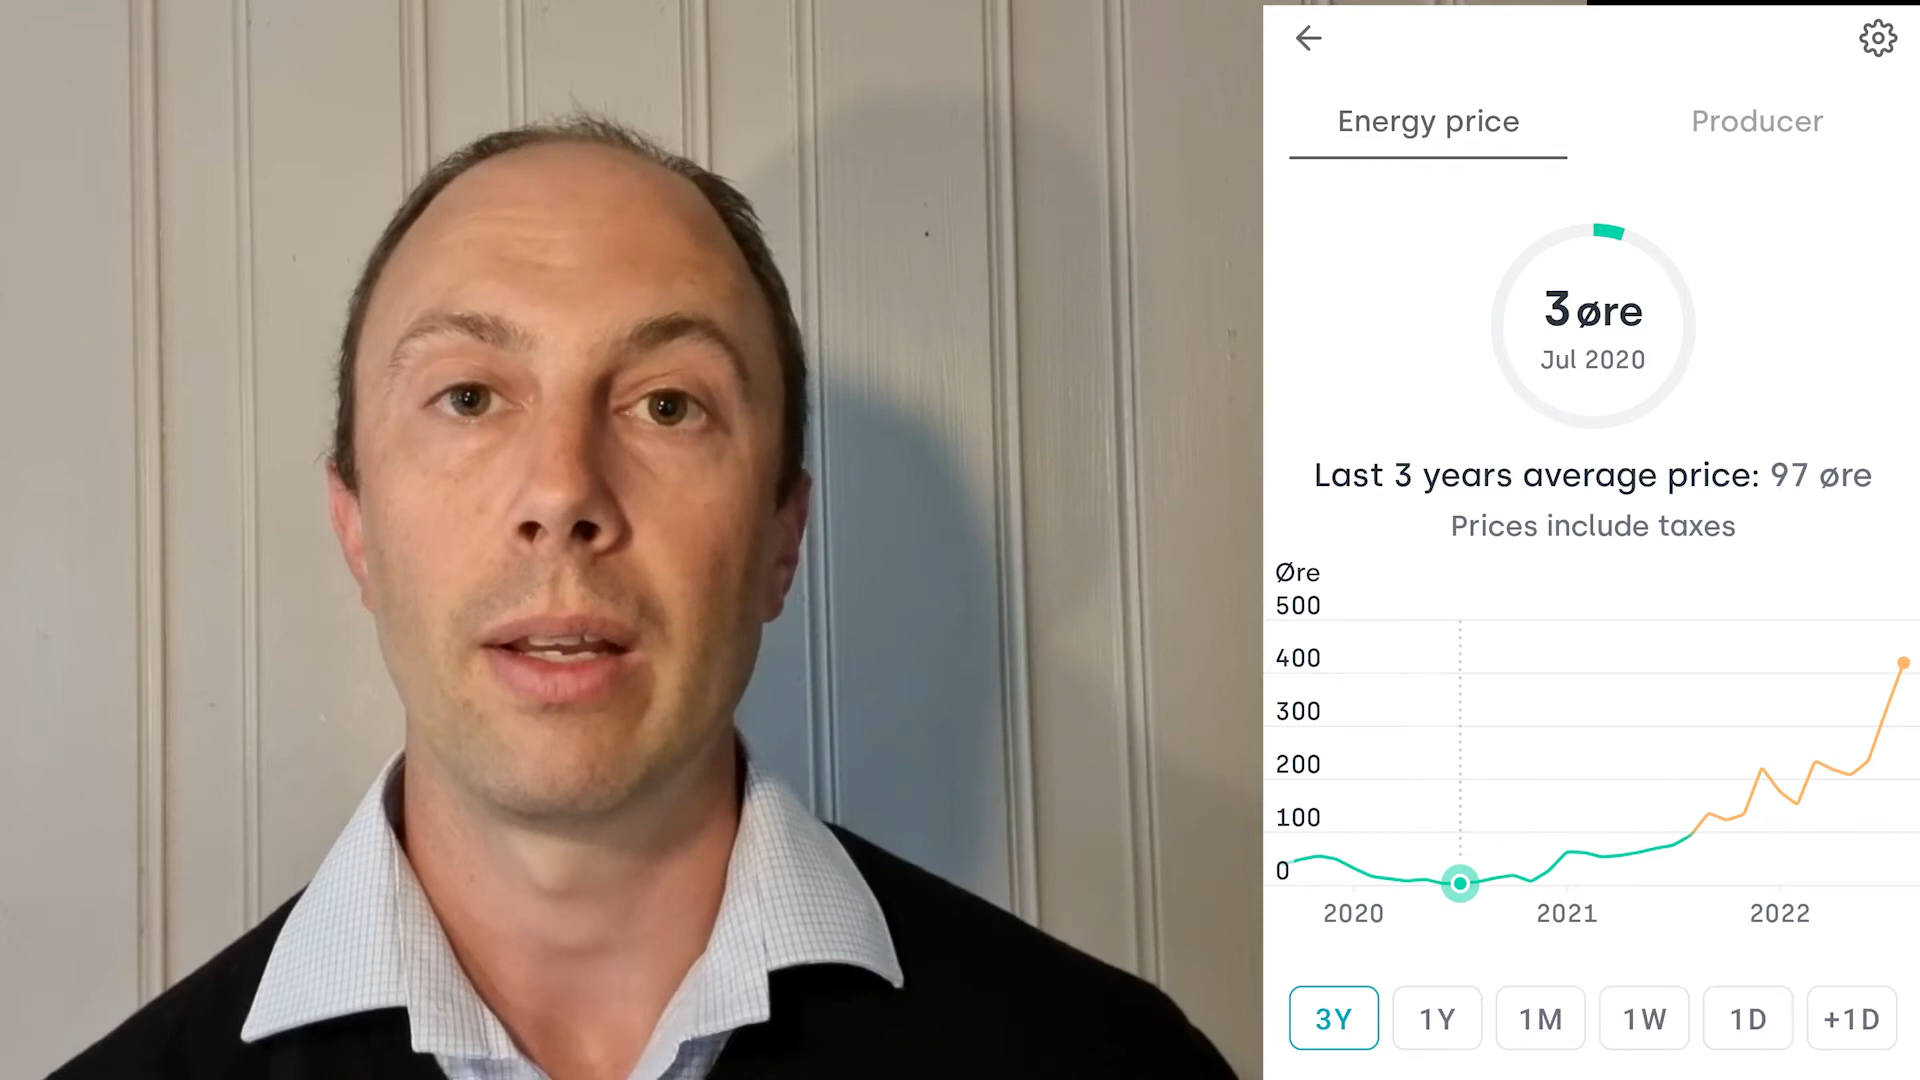 Energy price
Producer
3 øre
Jul 2020
Last 3 years average price: 97 øre
Prices include taxes
Øre
500
400
300
200
100
0
2020
2021
2022
3Y
1Y
1M
1W
1D
+1D